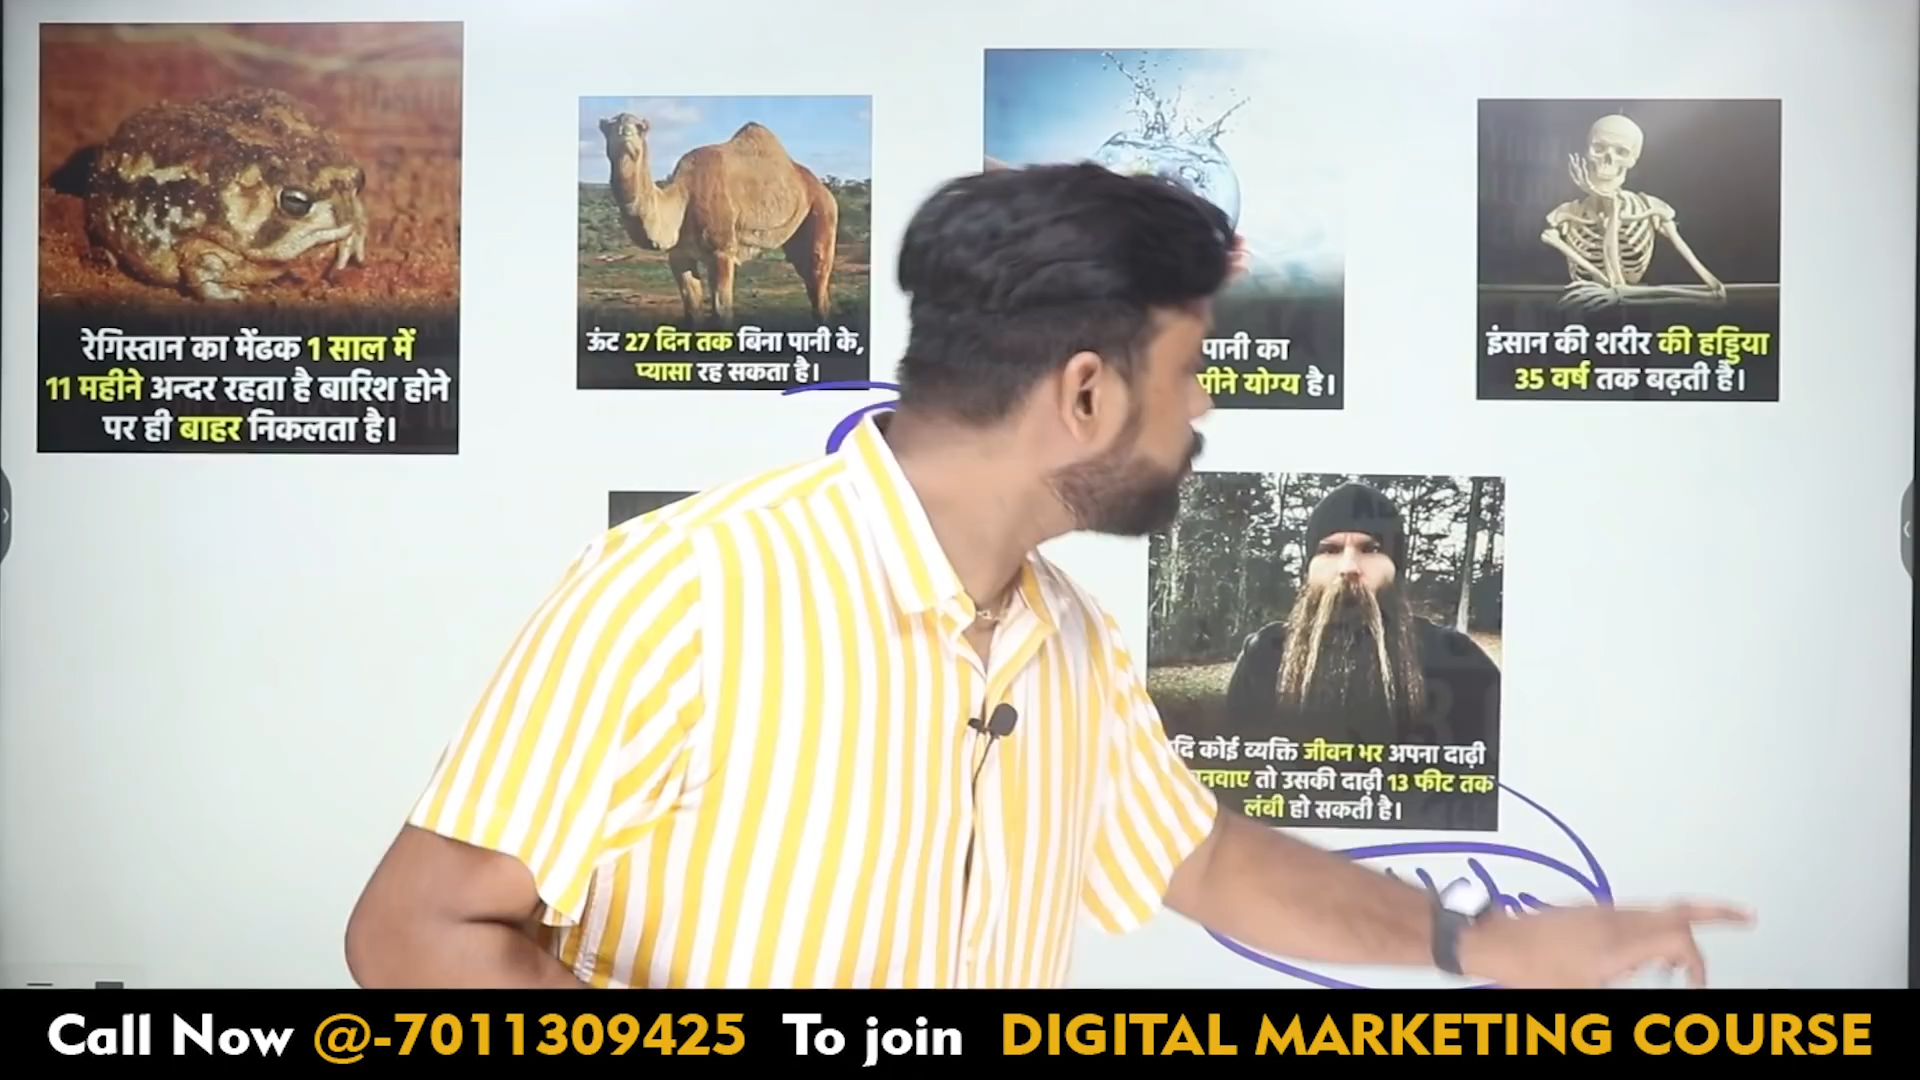 रेगिस्तान का मेंढक 1 साल में
11 महीने अन्दर रहता है बारिश होने
पर ही बाहर निकलता है।
ऊंट 27 दिन तक बिना पानी के,
प्यासा रह सकता है।
पानी का
पीने योग्य है।
इंसान की शरीर की हड्डिया
35 वर्ष तक बढ़ती है।
कोई व्यक्ति जीवन भर अपना दाढ़ी
तो उसकी दाढ़ी 13 फीट तक
लंबी हो सकती है।
Call Now @-7011309425 To join DIGITAL MARKETING COURSE